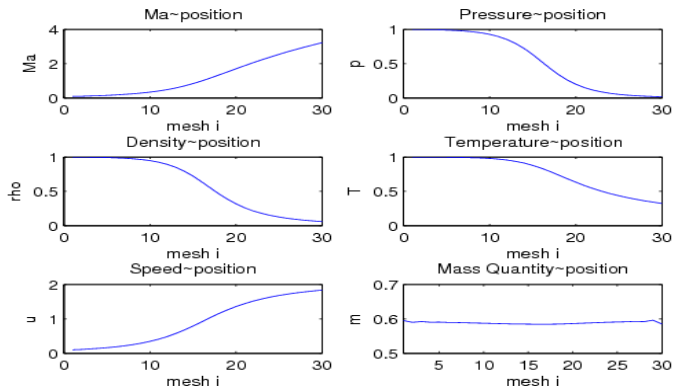 Ma~position
Ma
4
2
0
0 10 20 30
mesh i
Pressure~position
p
1
0.5
0
0 10 20 30
mesh i
Density~position
rho
1
0.5
0
0 10 20 30
mesh i
Temperature~position
T
1
0.5
0
0 10 20 30
mesh i
Speed~position
u
2
1
0
0 10 20 30
mesh i
Mass Quantity~position
m
0.7
0.6
0.5
5 10 15 20 25 30
mesh i